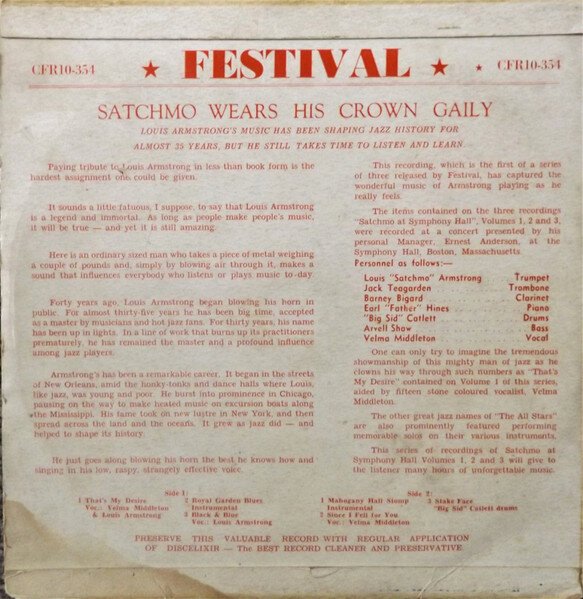 CFR10-354 ★ FESTIVAL ★ ★ CFR10-354
SATCHMO WEARS HIS CROWN GAILY
LOUIS ARMSTRONG'S MUSIC HAS BEEN SHAPING JAZZ HISTORY FOR
ALMOST 35 YEARS, BUT HE STILL TAKES TIME TO LISTEN AND LEARN.
Paying tribute to Louis Armstrong in less than book form is the
hardest assignment one could be given.
It sounds a little fatuous, I suppose, to say that Louis Armstrong
is a legend and immortal. As long as people make people's music,
it will be true — and yet it is still amazing.
Here is an ordinary sized man who takes a piece of metal weighing
a couple of pounds and, simply by blowing air through it, makes a
sound that influences everybody who listens or plays music to-day.
Forty years ago, Louis Armstrong began blowing his horn in
public. For almost thirty-five years he has been big time, accepted
as a master by musicians and hot jazz fans. For thirty years, his name
has been up in lights. In a line of work that burns up its practitioners
prematurely, he has remained the master and a profound influence
among jazz players.
Armstrong's has been a remarkable career. It began in the streets
of New Orleans, amid the honky-tonks and dance halls where Louis,
like jazz, was young and poor. He burst into prominence in Chicago,
pausing on the way to make heated music on excursion boats along
the Mississippi. His fame took on new lustre in New York, and then
spread across the land and the oceans. It grew as jazz did — and
helped to shape its history.
He just goes along blowing his horn the best he knows how and
singing in his low, raspy, strangely effective voice.
This recording, which is the first of a series
of three released by Festival, has captured the
wonderful music of Armstrong playing as he
really feels.
The items contained on the three recordings
"Satchmo at Symphony Hall", Volumes 1, 2 and 3,
were recorded at a concert presented by his
personal Manager, Ernest Anderson, at the
Symphony Hall, Boston, Massachusetts.
Personnel as follows:—
Louis "Satchmo" Armstrong Trumpet
Jack Teagarden Trombone
Barney Bigard Clarinet
Earl "Father" Hines Piano
"Big Sid" Catlett Drums
Arvell Shaw Bass
Velma Middleton Vocal
One can only try to imagine the tremendous
showmanship of this mighty man of jazz as he
clowns his way through such numbers as "That's
My Desire" contained on Volume 1 of this series,
aided by fifteen stone coloured vocalist, Velma
Middleton.
The other great jazz names of "The All Stars"
are also prominently featured performing
memorable solos on their various instruments.
This series of recordings of Satchmo at
Symphony Hall Volumes 1, 2 and 3 will give to
the listener many hours of unforgettable music.
Side 1:
1 That's My Desire
Voc.: Velma Middleton
& Louis Armstrong
2 Royal Garden Blues
Instrumental
3 Black & Blue
Voc.: Louis Armstrong
Side 2:
1 Mahogany Hall Stomp
Instrumental
2 Since I Fell for You
Voc.: Velma Middleton
3 Stake Face
"Big Sid" Catlett drums
PRESERVE THIS VALUABLE RECORD WITH REGULAR APPLICATION
OF DISCELIXIR — The BEST RECORD CLEANER AND PRESERVATIVE